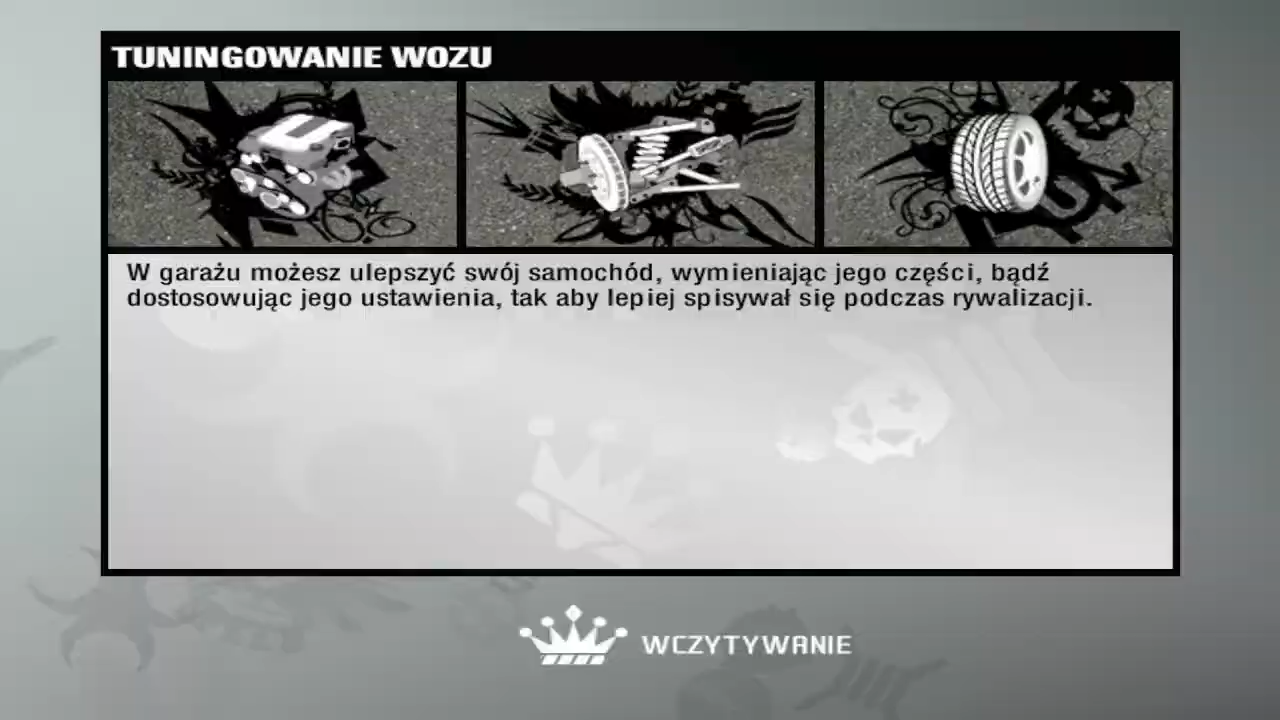 TUNINGOWANIE WOZU
W garażu możesz ulepszyć swój samochód, wymieniając jego części, bądź
dostosowując jego ustawienia, tak aby lepiej spisywał się podczas rywalizacji.
WCZYTYWANIE